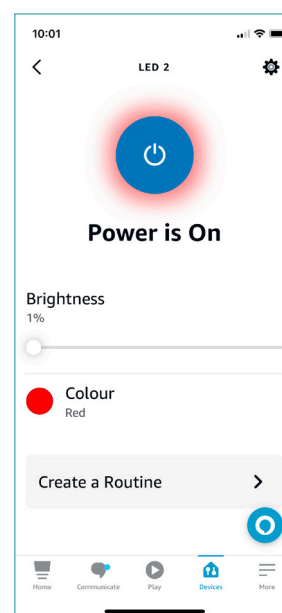 10:01
LED 2
Power is On
Brightness
1%
Colour
Red
Create a Routine
Home Communicate Play Devices More